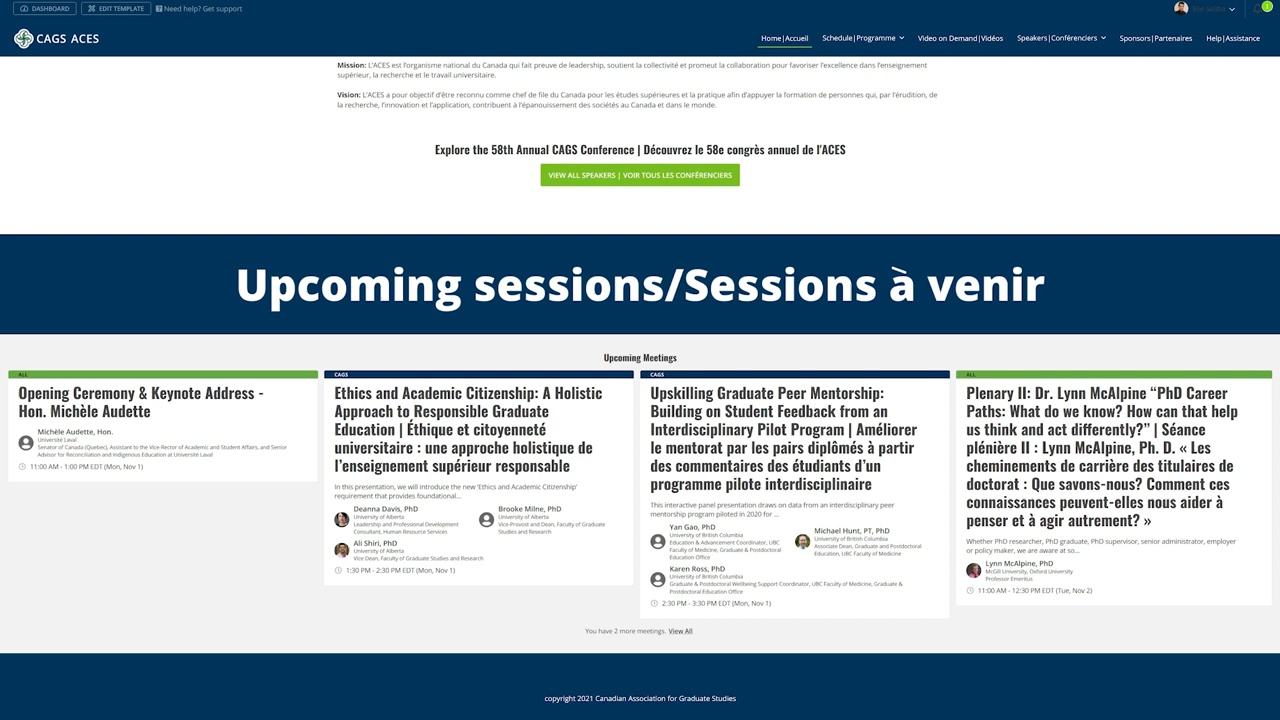 DASHBOARD
EDIT TEMPLATE
Need help? Get support
1
CAGS ACES
Home|Accueil
Schedule|Programme
Video on Demand|Vidéos
Speakers|Conférenciers
Sponsors|Partenaires
Help|Assistance
Mission: L'ACES est l'organisme national du Canada qui fait preuve de leadership, soutient la collectivité et promeut la collaboration pour favoriser l'excellence dans l'enseignement
supérieur, la recherche et le travail universitaire.
Vision: L'ACES a pour objectif d'être reconnu comme chef de file du Canada pour les études supérieures et la pratique afin d'appuyer la formation de personnes qui, par l'érudition, de
la recherche, l'innovation et l'application, contribuent à l'épanouissement des sociétés au Canada et dans le monde.
Explore the 58th Annual CAGS Conference | Découvrez le 58e congrès annuel de l'ACES
VIEW ALL SPEAKERS | VOIR TOUS LES CONFÉRENCIERS
Upcoming sessions/Sessions à venir
Upcoming Meetings
ALL
Opening Ceremony & Keynote Address -
Hon. Michèle Audette
Michèle Audette, Hon.
Université Laval
Senator of Canada (Quebec), Assistant to the Vice-Rector of Academic and Student Affairs, and Senior
Advisor for Reconciliation and Indigenous Education at Université Laval
11:00 AM - 1:00 PM EDT (Mon, Nov 1)
CAGS
Ethics and Academic Citizenship: A Holistic
Approach to Responsible Graduate
Education | Éthique et citoyenneté
universitaire : une approche holistique de
l'enseignement supérieur responsable
In this presentation, we will introduce the new 'Ethics and Academic Citizenship'
requirement that provides foundational...
Deanna Davis, PhD
University of Alberta
Leadership and Professional Development
Consultant, Human Resource Services
Brooke Milne, PhD
University of Alberta
Vice-Provost and Dean, Faculty of Graduate
Studies and Research
Ali Shiri, PhD
University of Alberta
Vice Dean, Faculty of Graduate Studies and Research
1:30 PM - 2:30 PM EDT (Mon, Nov 1)
CAGS
Upskilling Graduate Peer Mentorship:
Building on Student Feedback from an
Interdisciplinary Pilot Program | Améliorer
le mentorat par les pairs diplômés à partir
des commentaires des étudiants d'un
programme pilote interdisciplinaire
This interactive panel presentation draws on data from an interdisciplinary peer
mentorship program piloted in 2020 for ...
Yan Gao, PhD
University of British Columbia
Education & Advancement Coordinator, UBC
Faculty of Medicine, Graduate & Postdoctoral
Education Office
Michael Hunt, PT, PhD
University of British Columbia
Associate Dean, Graduate and Postdoctoral
Education, UBC Faculty of Medicine
Karen Ross, PhD
University of British Columbia
Graduate & Postdoctoral Wellbeing Support Coordinator, UBC Faculty of Medicine, Graduate &
Postdoctoral Education Office
2:30 PM - 3:30 PM EDT (Mon, Nov 1)
ALL
Plenary II: Dr. Lynn McAlpine “PhD Career
Paths: What do we know? How can that help
us think and act differently?” | Séance
plénière II : Lynn McAlpine, Ph. D. « Les
cheminements de carrière des titulaires de
doctorat : Que savons-nous? Comment ces
connaissances peuvent-elles nous aider à
penser et à agir autrement? »
Whether PhD researcher, PhD graduate, PhD supervisor, senior administrator, employer
or policy maker, we are aware at so...
Lynn McAlpine, PhD
McGill University, Oxford University
Professor Emeritus
11:00 AM - 12:30 PM EDT (Tue, Nov 2)
You have 2 more meetings. View All
copyright 2021 Canadian Association for Graduate Studies